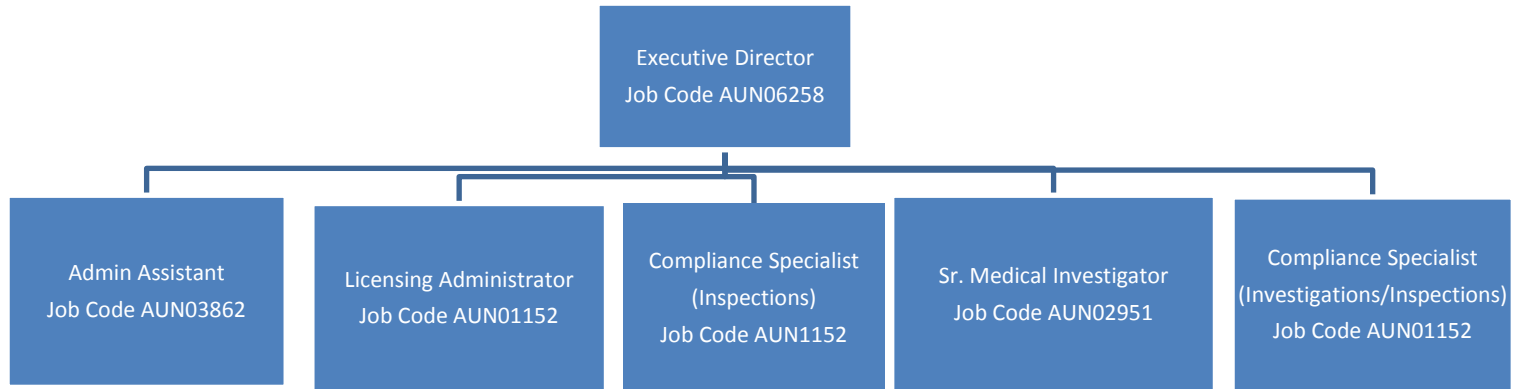 Executive Director
Job Code AUN06258
Admin Assistant
Job Code AUN03862
Licensing Administrator
Job Code AUN01152
Compliance Specialist
(Inspections)
Job Code AUN1152
Sr. Medical Investigator
Job Code AUN02951
Compliance Specialist
(Investigations/Inspections)
Job Code AUN01152